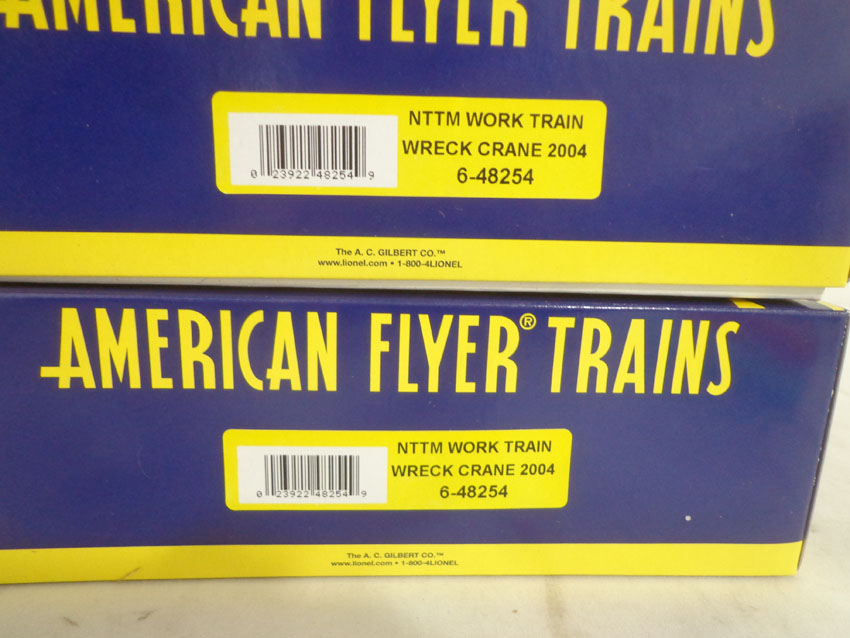 AMERICAN FLYER TRAINS
NTTM WORK TRAIN
WRECK CRANE 2004
6-48254
0 23922 48254 9
The A. C. GILBERT CO.™
www.lionel.com • 1-800-4LIONEL
AMERICAN FLYER® TRAINS
NTTM WORK TRAIN
WRECK CRANE 2004
6-48254
0 23922 48254 9
The A. C. GILBERT CO.™
www.lionel.com • 1-800-4LIONEL